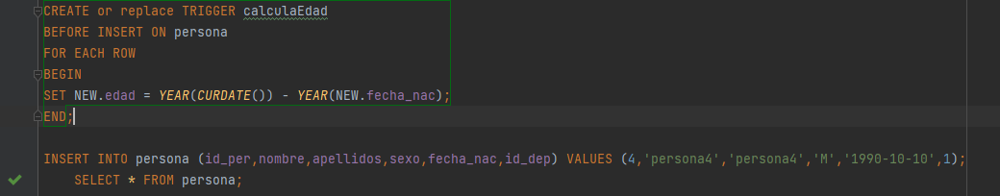 CREATE or replace TRIGGER calculaEdad
BEFORE INSERT ON persona
FOR EACH ROW
BEGIN
SET NEW.edad = YEAR(CURDATE()) - YEAR(NEW.fecha_nac);
END;
INSERT INTO persona (id_per,nombre,apellidos,sexo,fecha_nac,id_dep) VALUES (4,'persona4','persona4','M','1990-10-10',1);
SELECT * FROM persona;